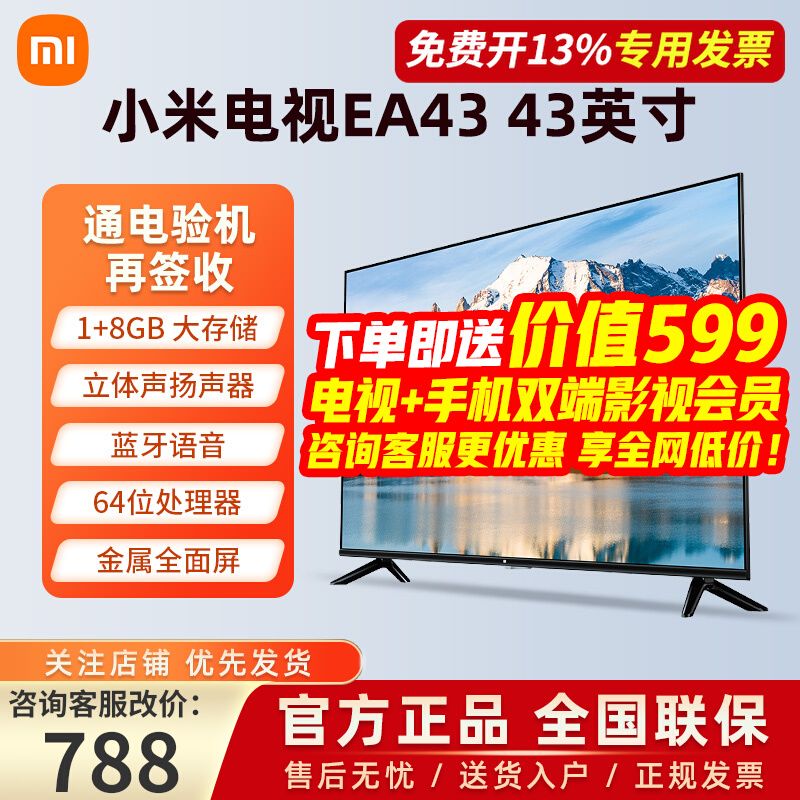 mi
免费开13%专用发票
小米电视EA43 43英寸
通电验机
再签收
1+8GB 大存储
立体声扬声器
蓝牙语音
64位处理器
金属全面屏
下单即送价值599
电视+手机双端影视会员
咨询客服更优惠 享全网低价!
关注店铺 优先发货
咨询客服改价:
788
官方正品 全国联保
售后无忧 / 送货入户 / 正规发票